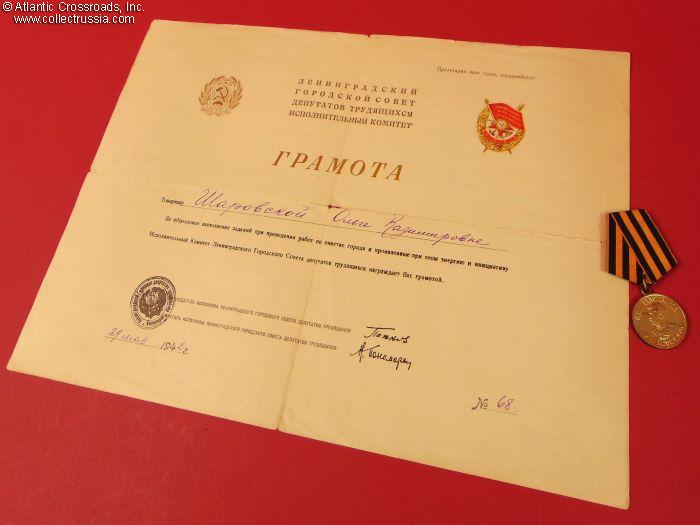 © Atlantic Crossroads, Inc.
www.collectrussia.com
Пролетарии всех стран, соединяйтесь!
ЛЕНИНГРАДСКИЙ
ГОРОДСКОЙ СОВЕТ
ДЕПУТАТОВ ТРУДЯЩИХСЯ
ИСПОЛНИТЕЛЬНЫЙ КОМИТЕТ
ГРАМОТА
Товарищу Шаровской Ольге Казимировне
За образцовое выполнение заданий при проведении работ по очистке города и проявленные при этом энергию и инициативу
Исполнительный Комитет Ленинградского Городского Совета депутатов трудящихся награждает Вас грамотой.
ПРЕДСЕДАТЕЛЬ ИСПОЛКОМА ЛЕНИНГРАДСКОГО ГОРОДСКОГО СОВЕТА ДЕПУТАТОВ ТРУДЯЩИХСЯ Попков
СЕКРЕТАРЬ ИСПОЛКОМА ЛЕНИНГРАДСКОГО ГОРОДСКОГО СОВЕТА ДЕПУТАТОВ ТРУДЯЩИХСЯ А. Пономарев
29 мая 1942 г.
№ 68